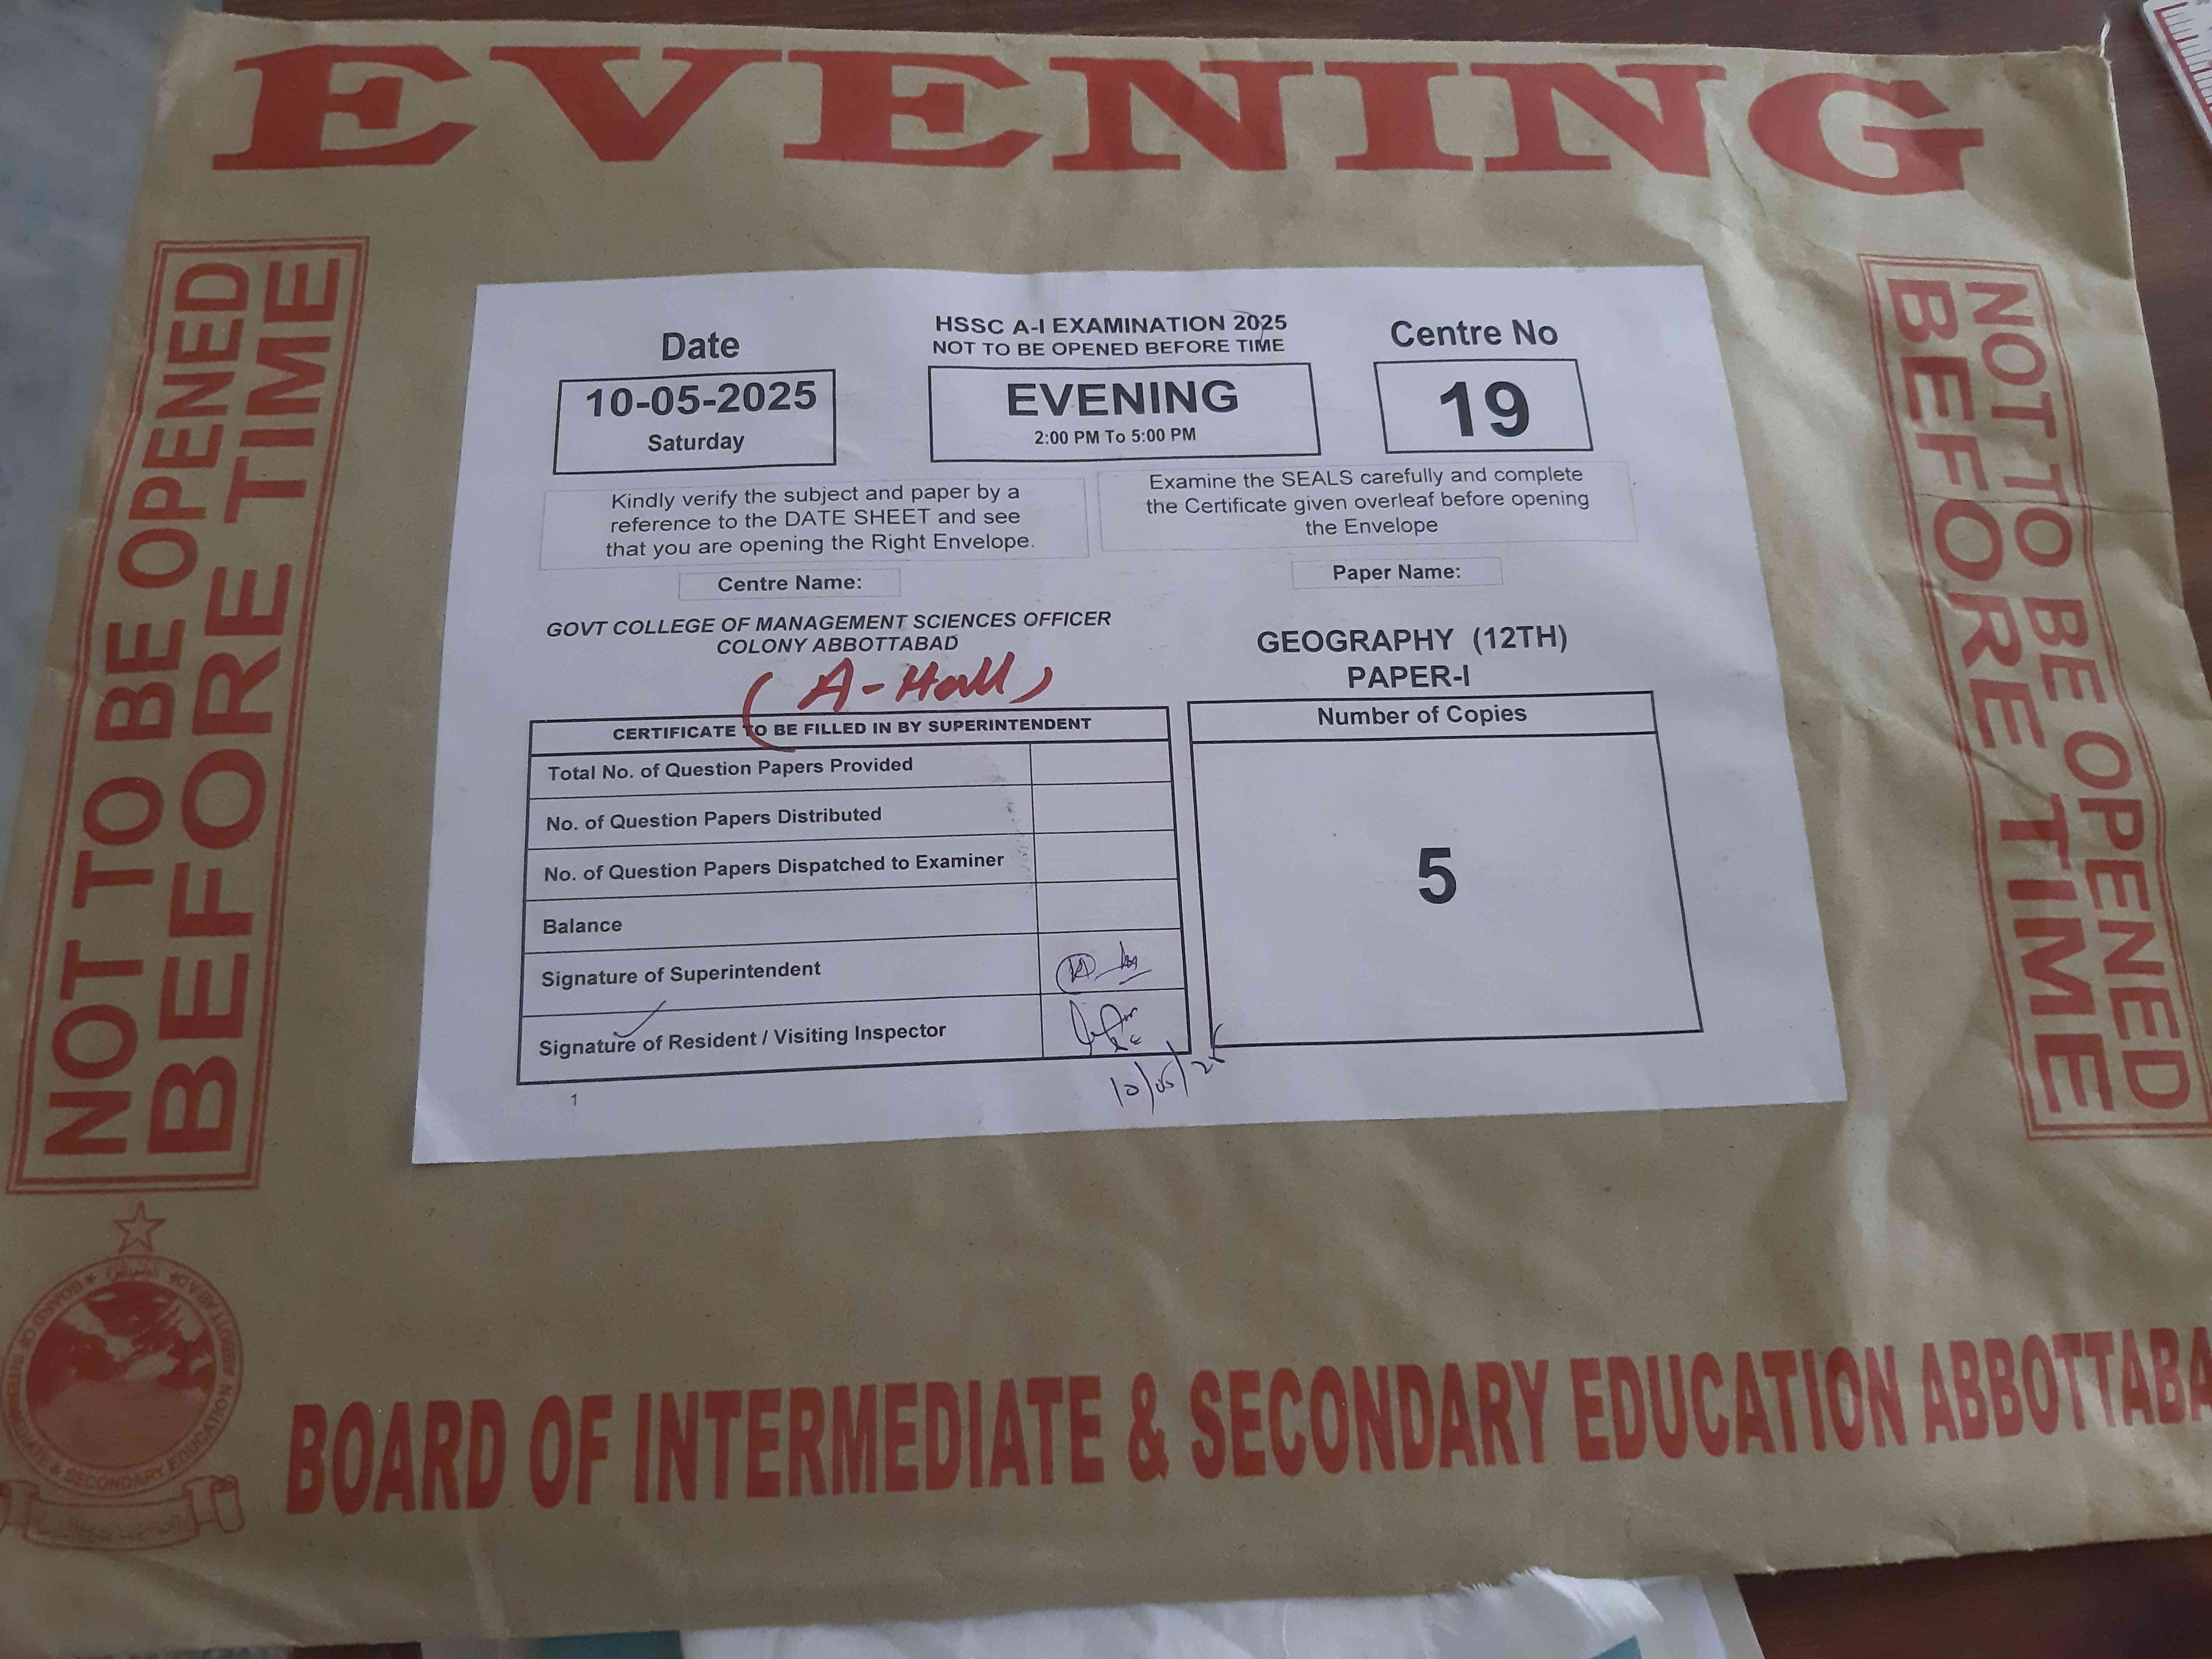 EVENING
NOT TO BE OPENED
BEFORE TIME
NOT TO BE OPENED
BEFORE TIME
HSSC A-I EXAMINATION 2025
NOT TO BE OPENED BEFORE TIME
Date
10-05-2025
Saturday
EVENING
2:00 PM To 5:00 PM
Centre No
19
Kindly verify the subject and paper by a
reference to the DATE SHEET and see
that you are opening the Right Envelope.
Examine the SEALS carefully and complete
the Certificate given overleaf before opening
the Envelope
Centre Name:
GOVT COLLEGE OF MANAGEMENT SCIENCES OFFICER
COLONY ABBOTTABAD
(A-Hall)
Paper Name:
GEOGRAPHY (12TH)
PAPER-I
CERTIFICATE TO BE FILLED IN BY SUPERINTENDENT
Total No. of Question Papers Provided
No. of Question Papers Distributed
No. of Question Papers Dispatched to Examiner
Balance
Signature of Superintendent
Signature of Resident / Visiting Inspector
10/05/25
1
Number of Copies
5
BOARD OF INTERMEDIATE & SECONDARY EDUCATION ABBOTTABAD
BOARD OF INTERMEDIATE & SECONDARY EDUCATION ABBOTTABA